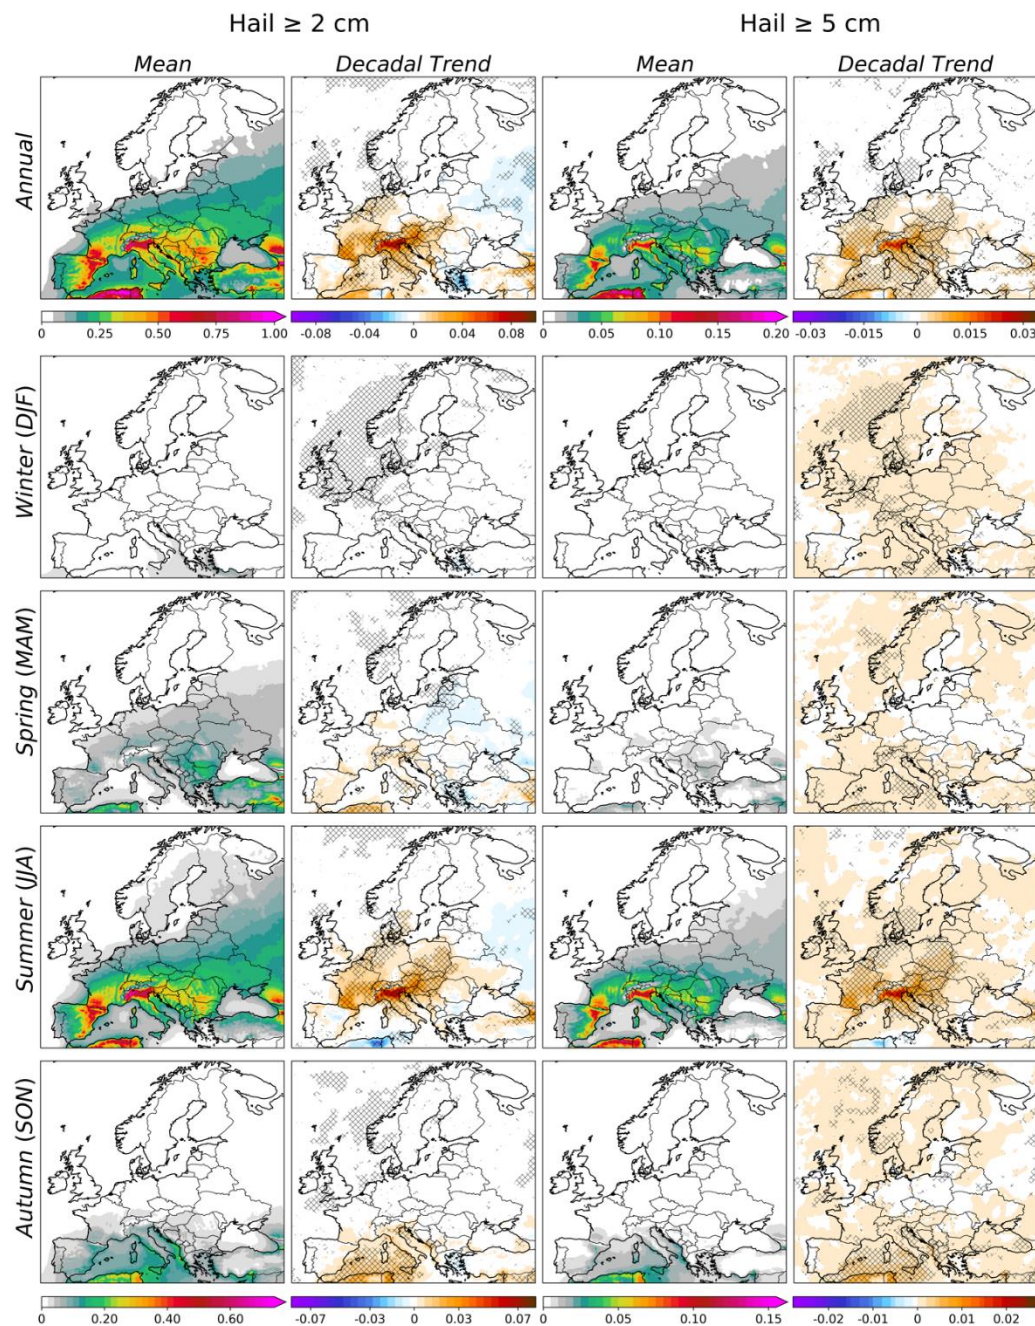 Hail ≥ 2 cm Hail ≥ 5 cm
Mean Decadal Trend Mean Decadal Trend
Annual
0 0.25 0.50 0.75 1.00 -0.08 -0.04 0 0.04 0.08 0 0.05 0.10 0.15 0.20 -0.03 -0.015 0 0.015 0.03
Winter (DJF)
Spring (MAM)
Summer (JJA)
Autumn (SON)
0 0.20 0.40 0.60 -0.07 -0.03 0 0.03 0.07 0 0.05 0.10 0.15 -0.02 -0.01 0 0.01 0.02